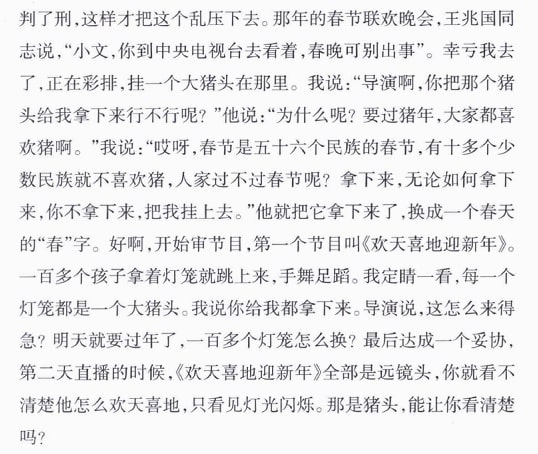 判了刑,这样才把这个乱压下去。那年的春节联欢晚会,王兆国同
志说,“小文,你到中央电视台去看着,春晚可别出事”。幸亏我去
了,正在彩排,挂一个大猪头在那里。我说:“导演啊,你把那个猪
头给我拿下来行不行呢?”他说:“为什么呢?要过猪年,大家都喜
欢猪啊。”我说:“哎呀,春节是五十六个民族的春节,有十多个少
数民族就不喜欢猪,人家过不过春节呢?拿下来,无论如何拿下
来,你不拿下来,把我挂上去。”他就把它拿下来了,换成一个春天
的“春”字。好啊,开始审节目,第一个节目叫《欢天喜地迎新年》。
一百多个孩子拿着灯笼就跳上来,手舞足蹈。我定睛一看,每一个
灯笼都是一个大猪头。我说你给我都拿下来。导演说,这怎么来得
急?明天就要过年了,一百多个灯笼怎么换?最后达成一个妥协,
第二天直播的时候,《欢天喜地迎新年》全部是远镜头,你就看不
清楚他怎么欢天喜地,只看见灯光闪烁。那是猪头,能让你看清楚
吗?